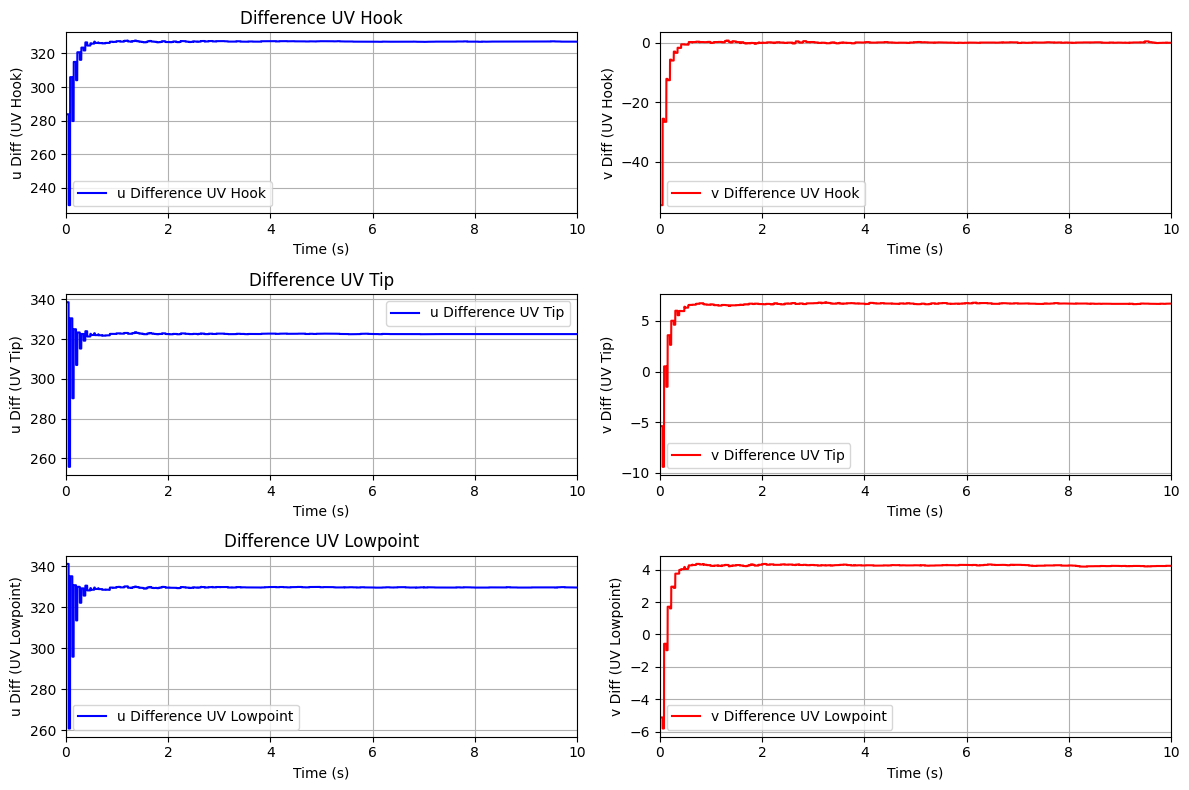 Difference UV Hook
u Diff (UV Hook)
320
300
280
260
240
u Difference UV Hook
0 2 4 6 8 10
Time (s)
v Diff (UV Hook)
0
−20
−40
v Difference UV Hook
0 2 4 6 8 10
Time (s)
Difference UV Tip
u Diff (UV Tip)
340
320
300
280
260
u Difference UV Tip
0 2 4 6 8 10
Time (s)
v Diff (UV Tip)
5
0
−5
−10
v Difference UV Tip
0 2 4 6 8 10
Time (s)
Difference UV Lowpoint
u Diff (UV Lowpoint)
340
320
300
280
260
u Difference UV Lowpoint
0 2 4 6 8 10
Time (s)
v Diff (UV Lowpoint)
4
2
0
−2
−4
−6
v Difference UV Lowpoint
0 2 4 6 8 10
Time (s)